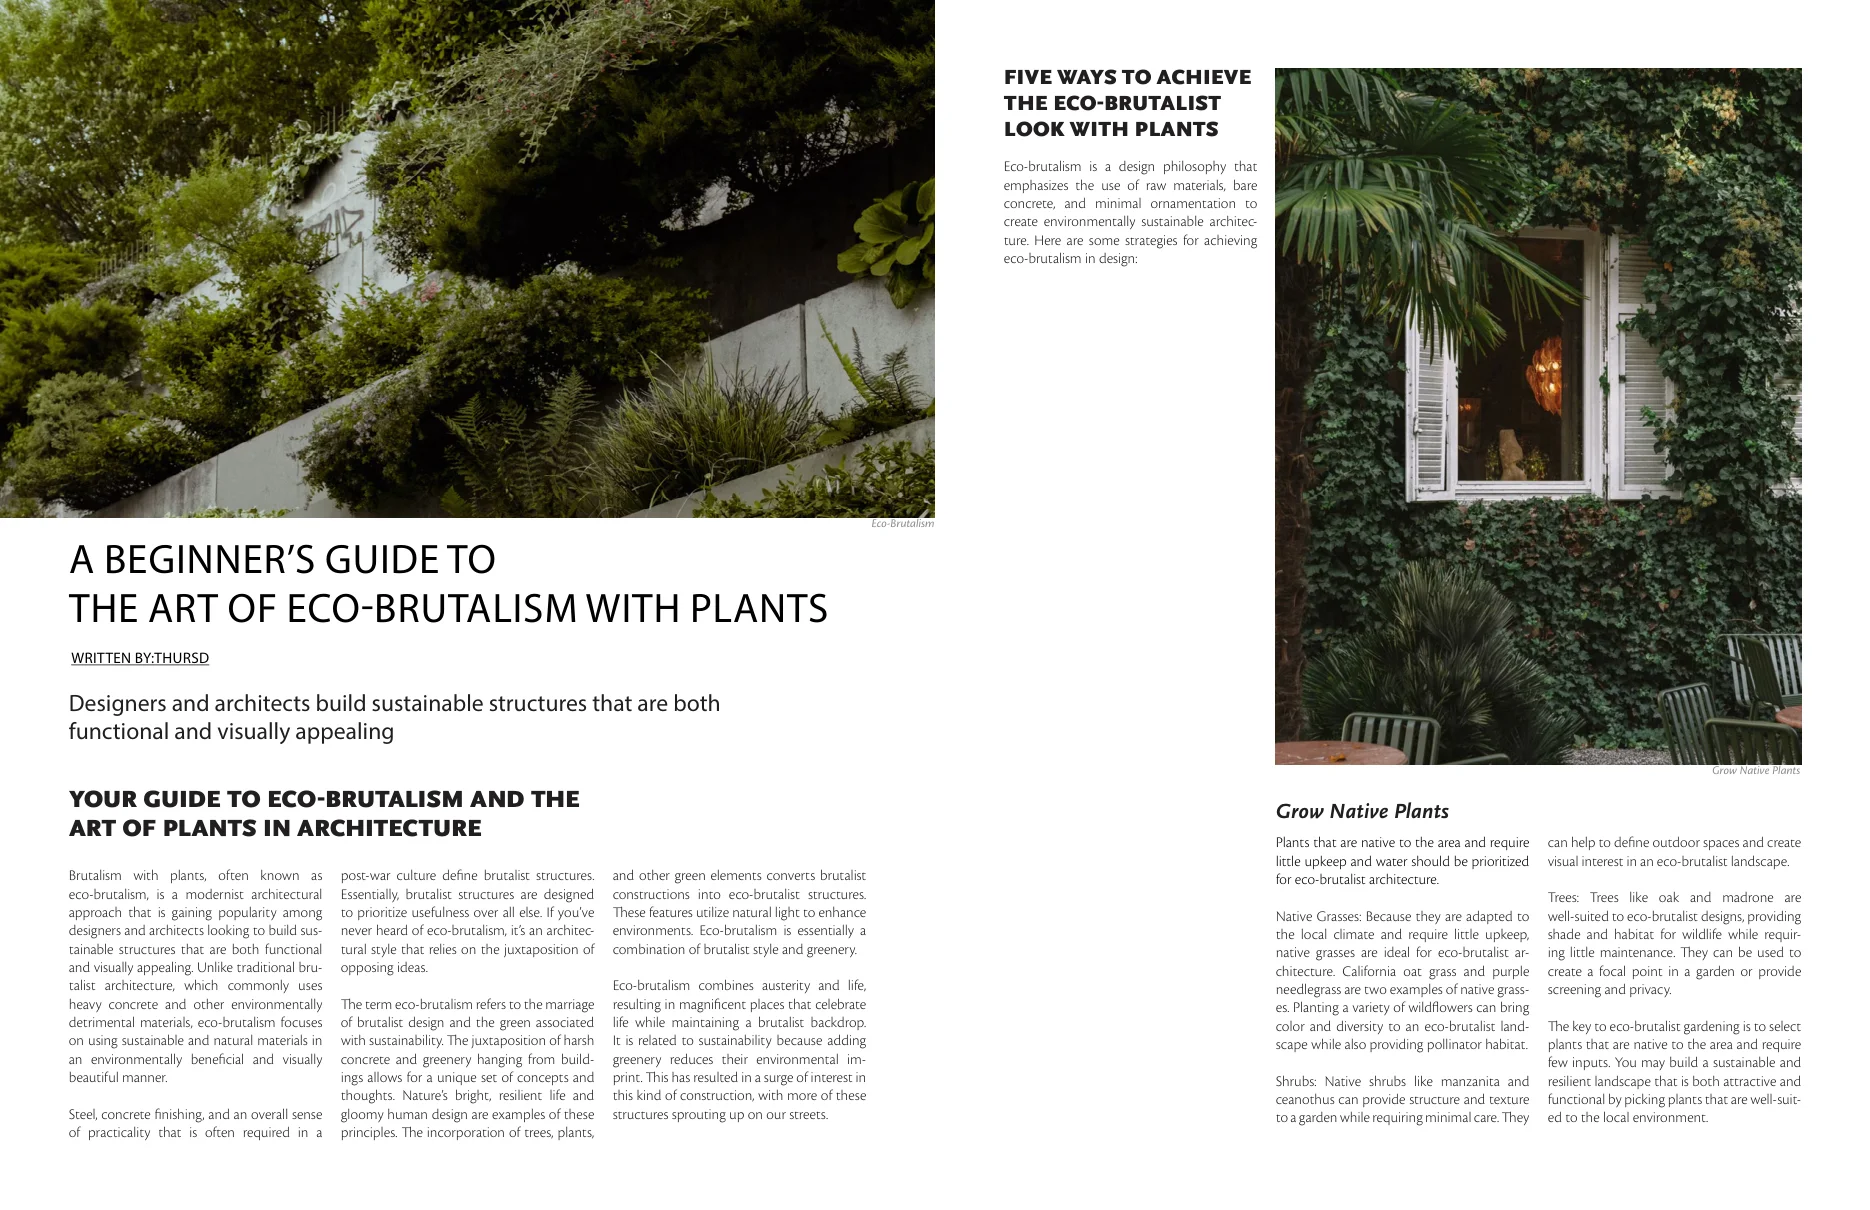 Eco-Brutalism
A BEGINNER’S GUIDE TO
THE ART OF ECO-BRUTALISM WITH PLANTS
WRITTEN BY:THURSD
Designers and architects build sustainable structures that are both
functional and visually appealing
YOUR GUIDE TO ECO-BRUTALISM AND THE
ART OF PLANTS IN ARCHITECTURE
Brutalism with plants, often known as
eco-brutalism, is a modernist architectural
approach that is gaining popularity among
designers and architects looking to build sus-
tainable structures that are both functional
and visually appealing. Unlike traditional bru-
talist architecture, which commonly uses
heavy concrete and other environmentally
detrimental materials, eco-brutalism focuses
on using sustainable and natural materials in
an environmentally beneficial and visually
beautiful manner.
Steel, concrete finishing, and an overall sense
of practicality that is often required in a
post-war culture define brutalist structures.
Essentially, brutalist structures are designed
to prioritize usefulness over all else. If you’ve
never heard of eco-brutalism, it’s an architec-
tural style that relies on the juxtaposition of
opposing ideas.
The term eco-brutalism refers to the marriage
of brutalist design and the green associated
with sustainability. The juxtaposition of harsh
concrete and greenery hanging from build-
ings allows for a unique set of concepts and
thoughts. Nature’s bright, resilient life and
gloomy human design are examples of these
principles. The incorporation of trees, plants,
and other green elements converts brutalist
constructions into eco-brutalist structures.
These features utilize natural light to enhance
environments. Eco-brutalism is essentially a
combination of brutalist style and greenery.
Eco-brutalism combines austerity and life,
resulting in magnificent places that celebrate
life while maintaining a brutalist backdrop.
It is related to sustainability because adding
greenery reduces their environmental im-
print. This has resulted in a surge of interest in
this kind of construction, with more of these
structures sprouting up on our streets.
FIVE WAYS TO ACHIEVE
THE ECO-BRUTALIST
LOOK WITH PLANTS
Eco-brutalism is a design philosophy that
emphasizes the use of raw materials, bare
concrete, and minimal ornamentation to
create environmentally sustainable architec-
ture. Here are some strategies for achieving
eco-brutalism in design:
Grow Native Plants
Grow Native Plants
Plants that are native to the area and require
little upkeep and water should be prioritized
for eco-brutalist architecture.
Native Grasses: Because they are adapted to
the local climate and require little upkeep,
native grasses are ideal for eco-brutalist ar-
chitecture. California oat grass and purple
needlegrass are two examples of native grass-
es. Planting a variety of wildflowers can bring
color and diversity to an eco-brutalist land-
scape while also providing pollinator habitat.
Shrubs: Native shrubs like manzanita and
ceanothus can provide structure and texture
to a garden while requiring minimal care. They
can help to define outdoor spaces and create
visual interest in an eco-brutalist landscape.
Trees: Trees like oak and madrone are
well-suited to eco-brutalist designs, providing
shade and habitat for wildlife while requir-
ing little maintenance. They can be used to
create a focal point in a garden or provide
screening and privacy.
The key to eco-brutalist gardening is to select
plants that are native to the area and require
few inputs. You may build a sustainable and
resilient landscape that is both attractive and
functional by picking plants that are well-suit-
ed to the local environment.